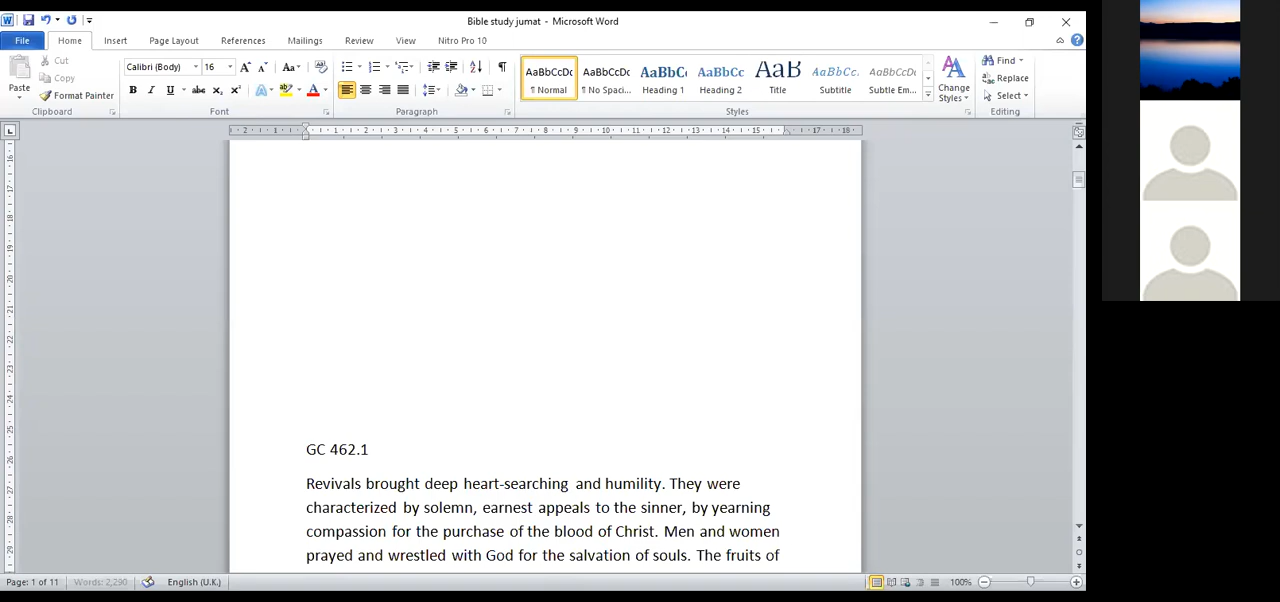 Bible study jumat - Microsoft Word
File Home Insert Page Layout References Mailings Review View Nitro Pro 10
Paste
Cut
Copy
Format Painter
Clipboard
Calibri (Body) 16
Font
Paragraph
AaBbCcDc AaBbCcDc AaBbC( AaBbCc AaB AaBbCc. AaBbCcDc
¶ Normal ¶ No Spaci... Heading 1 Heading 2 Title Subtitle Subtle Em...
Styles
Change
Styles
Find
Replace
Select
Editing
GC 462.1
Revivals brought deep heart-searching and humility. They were
characterized by solemn, earnest appeals to the sinner, by yearning
compassion for the purchase of the blood of Christ. Men and women
prayed and wrestled with God for the salvation of souls. The fruits of
Page: 1 of 11 Words: 2,290 English (U.K.) 100%